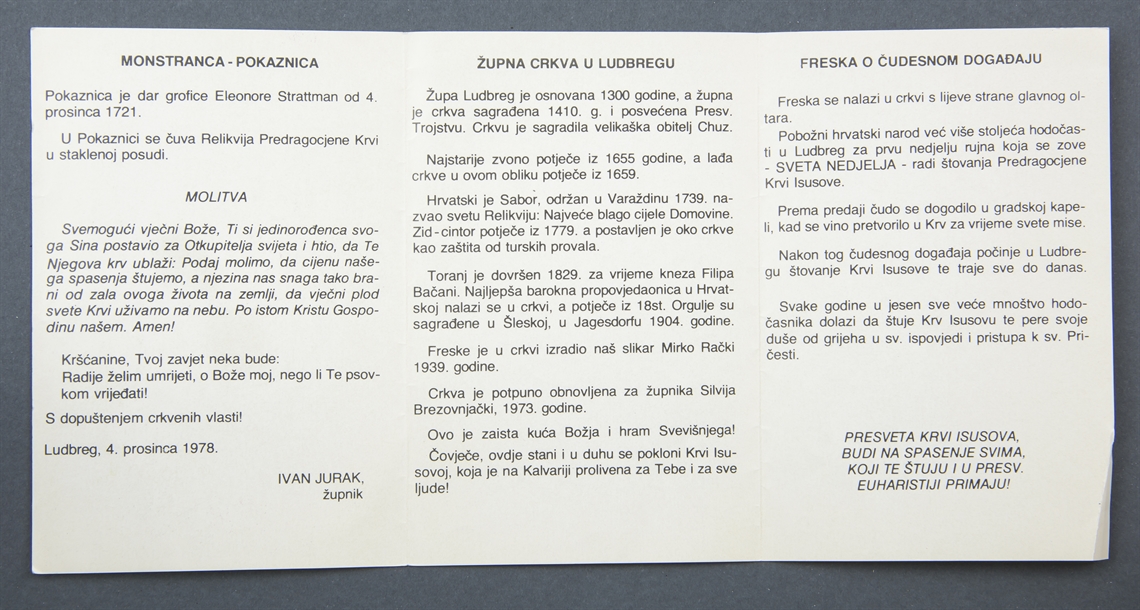 MONSTRANCA - POKAZNICA
Pokaznica je dar grofice Eleonore Strattman od 4.
prosinca 1721.
U Pokaznici se čuva Relikvija Predragocjene Krvi
u staklenoj posudi.
MOLITVA
Svemogući vječni Bože, Ti si jedinorođenca svo-
ga Sina postavio za Otkupitelja svijeta i htio, da Te
Njegova krv ublaži: Podaj molimo, da cijenu naše-
ga spasenja štujemo, a njezina nas snaga tako bra-
ni od zala ovoga života na zemlji, da vječni plod
svete Krvi uživamo na nebu. Po istom Kristu Gospo-
dinu našem. Amen!
Kršćanine, Tvoj zavjet neka bude:
Radije želim umrijeti, o Bože moj, nego li Te psov-
kom vrijeđati!
S dopuštenjem crkvenih vlasti!
Ludbreg, 4. prosinca 1978.
IVAN JURAK,
župnik
ŽUPNA CRKVA U LUDBREGU
Župa Ludbreg je osnovana 1300 godine, a župna
je crkva sagrađena 1410. g. i posvećena Presv.
Trojstvu. Crkvu je sagradila velikaška obitelj Chuz.
Najstarije zvono potječe iz 1655 godine, a lađa
crkve u ovom obliku potječe iz 1659.
Hrvatski je Sabor, održan u Varaždinu 1739. na-
zvao svetu Relikviju: Najveće blago cijele Domovine.
Zid-cintor potječe iz 1779. a postavljen je oko crkve
kao zaštita od turskih provala.
Toranj je dovršen 1829. za vrijeme kneza Filipa
Bačani. Najljepša barokna propovjedaonica u Hrvat-
skoj nalazi se u crkvi, a potječe iz 18st. Orgulje su
sagrađene u Šleskoj, u Jagesdorfu 1904. godine.
Freske je u crkvi izradio naš slikar Mirko Rački
1939. godine.
Crkva je potpuno obnovljena za župnika Silvija
Brezovnjački, 1973. godine.
Ovo je zaista kuća Božja i hram Svevišnjega!
Čovječe, ovdje stani i u duhu se pokloni Krvi Isu-
sovoj, koja je na Kalvariji prolivena za Tebe i za sve
ljude!
FRESKA O ČUDESNOM DOGAĐAJU
Freska se nalazi u crkvi s lijeve strane glavnog ol-
tara.
Pobožni hrvatski narod već više stoljeća hodočas-
ti u Ludbreg za prvu nedjelju rujna koja se zove
- SVETA NEDJELJA - radi štovanja Predragocjene
Krvi Isusove.
Prema predaji čudo se dogodilo u gradskoj kape-
li, kad se vino pretvorilo u Krv za vrijeme svete mise.
Nakon tog čudesnog događaja počinje u Ludbre-
gu štovanje Krvi Isusove te traje sve do danas.
Svake godine u jesen sve veće mnoštvo hodo-
časnika dolazi da štuje Krv Isusovu te pere svoje
duše od grijeha u sv. ispovjedi i pristupa k sv. Pri-
česti.
PRESVETA KRVI ISUSOVA,
BUDI NA SPASENJE SVIMA,
KOJI TE ŠTUJU I U PRESV.
EUHARISTIJI PRIMAJU!